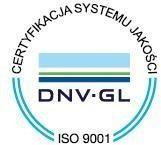 CERTYFIKACJA SYSTEMU JAKOŚCI
DNV·GL
ISO 9001